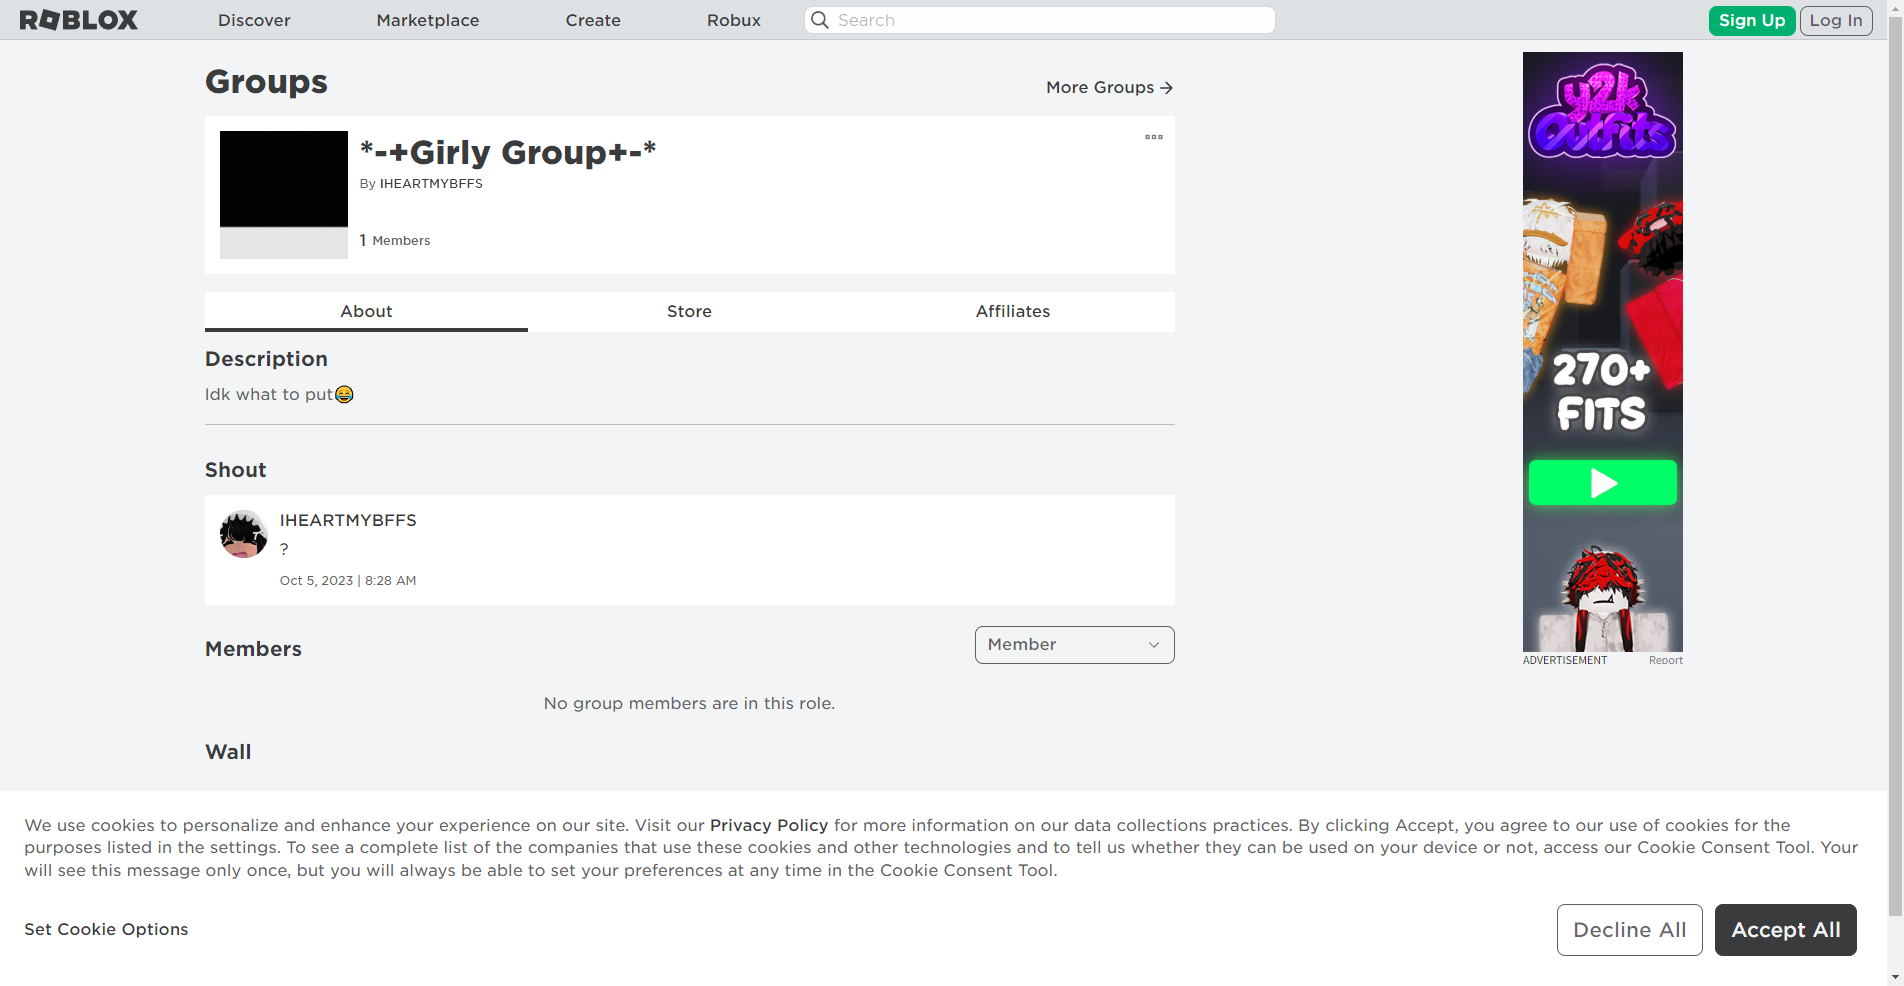 ROBLOX
Discover
Marketplace
Create
Robux
Search
Sign Up
Log In
Groups
More Groups →
*-+Girly Group+-*
By IHEARTMYBFFS
1 Members
About
Store
Affiliates
Description
Idk what to put😂
Shout
IHEARTMYBFFS
?
Oct 5, 2023 | 8:28 AM
Members
Member
No group members are in this role.
Wall
y2k
Outfits
270+
FITS
ADVERTISEMENT
Report
We use cookies to personalize and enhance your experience on our site. Visit our Privacy Policy for more information on our data collections practices. By clicking Accept, you agree to our use of cookies for the
purposes listed in the settings. To see a complete list of the companies that use these cookies and other technologies and to tell us whether they can be used on your device or not, access our Cookie Consent Tool. Your
will see this message only once, but you will always be able to set your preferences at any time in the Cookie Consent Tool.
Set Cookie Options
Decline All
Accept All